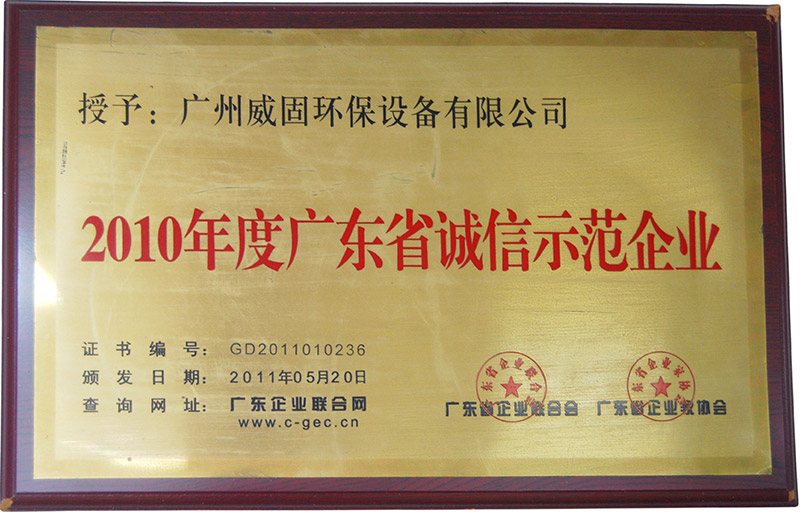 授予：广州威固环保设备有限公司
2010年度广东省诚信示范企业
证书编号：GD2011010236
颁发日期：2011年05月20日
查询网址：广东企业联合网
www.c-gec.cn
广东省企业联合会 广东省企业家协会